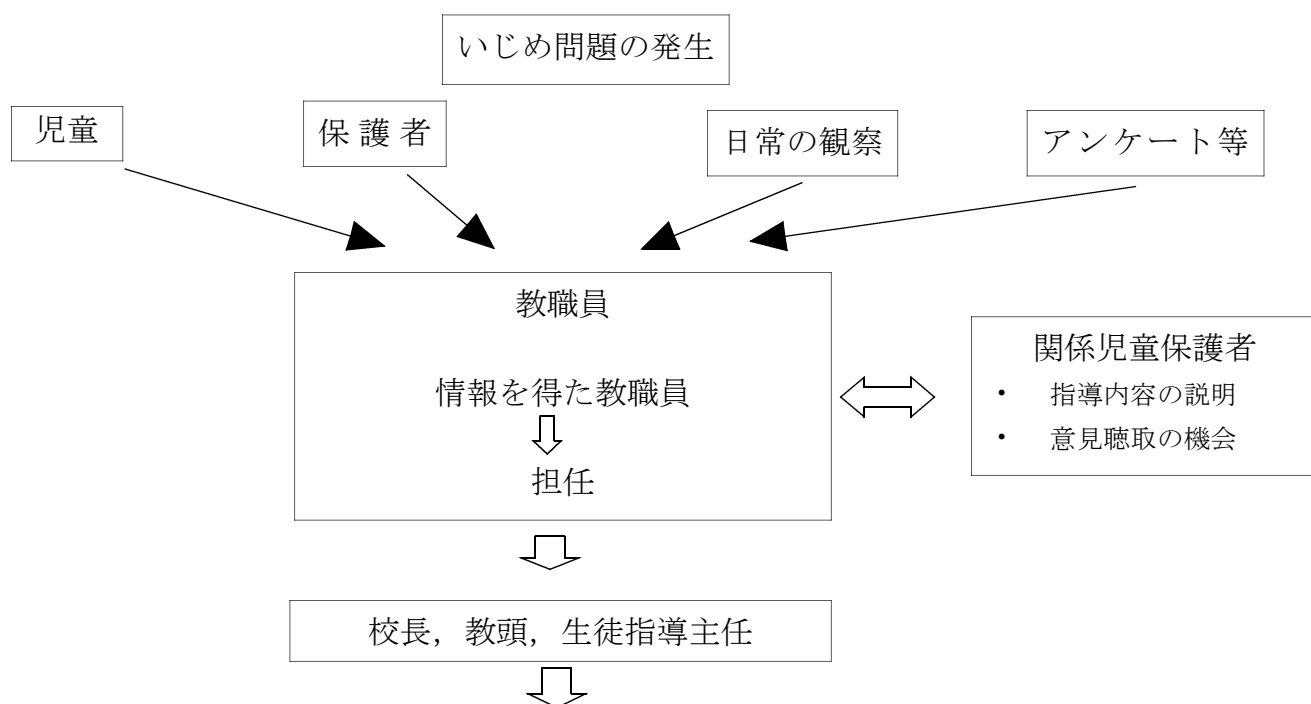 いじめ問題の発生
児童
保護者
日常の観察
アンケート等
教職員
情報を得た教職員
担任
関係児童保護者
・ 指導内容の説明
・ 意見聴取の機会
校長，教頭，生徒指導主任